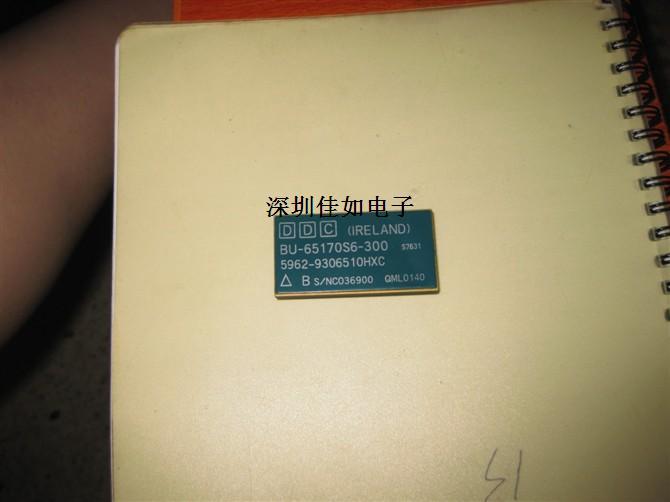 深圳佳如电子
DDC (IRELAND)
BU-65170S6-300 S7631
5962-9306510HXC
△ B S/NC036900 QML0140